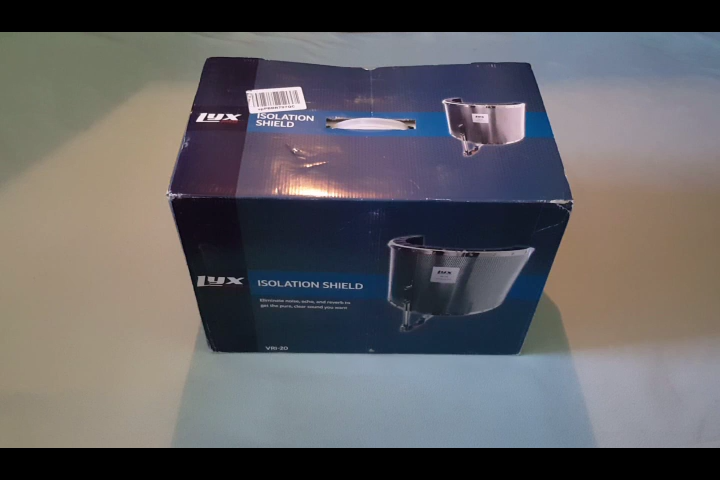 Lyx
ISOLATION
SHIELD
Lyx
ISOLATION SHIELD
Eliminate noise, echo, and reverb to
get the pure, clear sound you want
VRI-20